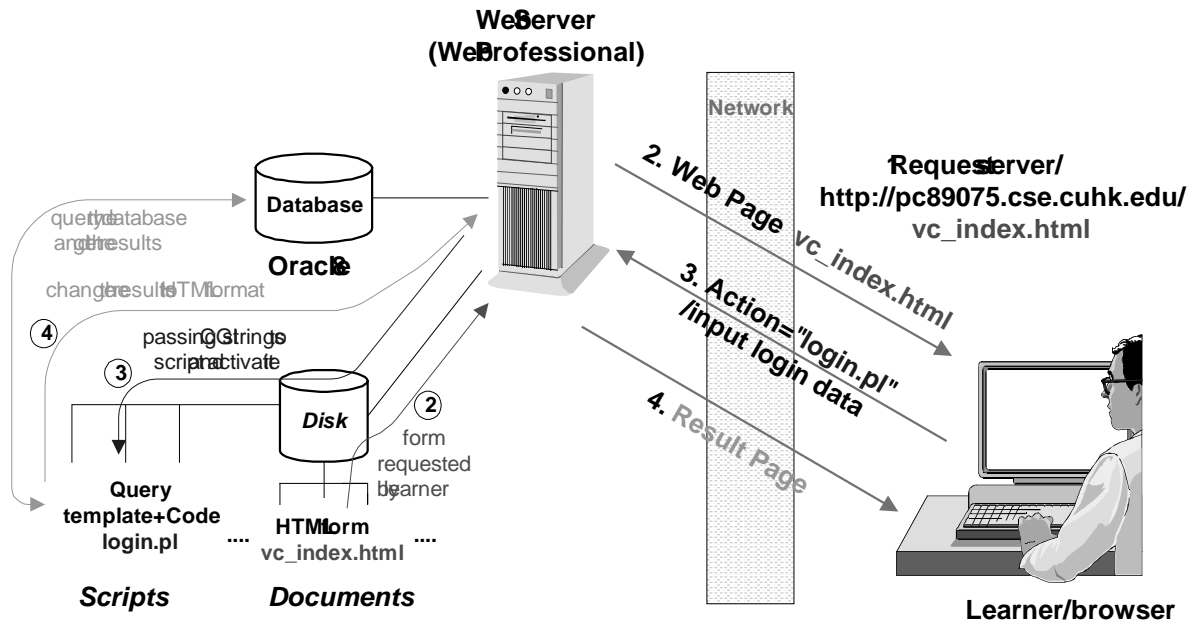 Web Server
(Web Professional)
Network
2. Web Page vc_index.html
1 Request server/
http://pc89075.cse.cuhk.edu/
vc_index.html
Database
query the database
and get the results
Oracle 8
3. Action="login.pl"
/input login data
change the results to HTML format
4
passing CGI strings to
script and activate it
3
Disk
2
4. Result Page
form
requested
by learner
Query
template+Code
login.pl
....
HTML form
vc_index.html
....
Scripts
Documents
Learner/browser